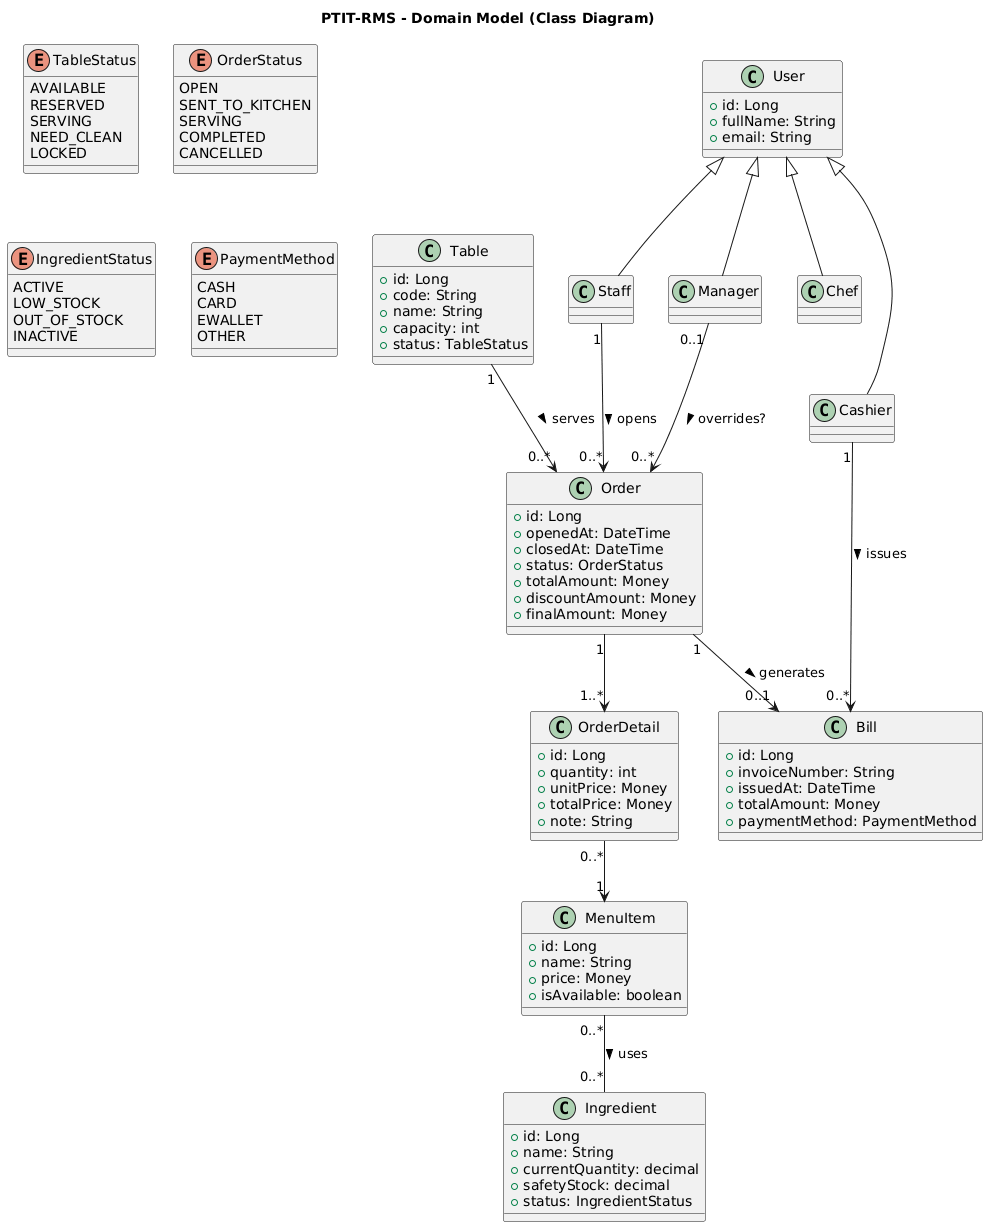 PTIT-RMS - Domain Model (Class Diagram)
E TableStatus
AVAILABLE
RESERVED
SERVING
NEED_CLEAN
LOCKED
E OrderStatus
OPEN
SENT_TO_KITCHEN
SERVING
COMPLETED
CANCELLED
C User
id: Long
fullName: String
email: String
E IngredientStatus
ACTIVE
LOW_STOCK
OUT_OF_STOCK
INACTIVE
E PaymentMethod
CASH
CARD
EWALLET
OTHER
C Table
id: Long
code: String
name: String
capacity: int
status: TableStatus
C Staff
C Manager
C Chef
C Cashier
1
1
0..1
serves
opens
overrides?
0..*
0..*
0..*
1
issues
C Order
id: Long
openedAt: DateTime
closedAt: DateTime
status: OrderStatus
totalAmount: Money
discountAmount: Money
finalAmount: Money
1
1
generates
1..*
0..1
0..*
C OrderDetail
id: Long
quantity: int
unitPrice: Money
totalPrice: Money
note: String
C Bill
id: Long
invoiceNumber: String
issuedAt: DateTime
totalAmount: Money
paymentMethod: PaymentMethod
0..*
1
C MenuItem
id: Long
name: String
price: Money
isAvailable: boolean
0..*
uses
0..*
C Ingredient
id: Long
name: String
currentQuantity: decimal
safetyStock: decimal
status: IngredientStatus